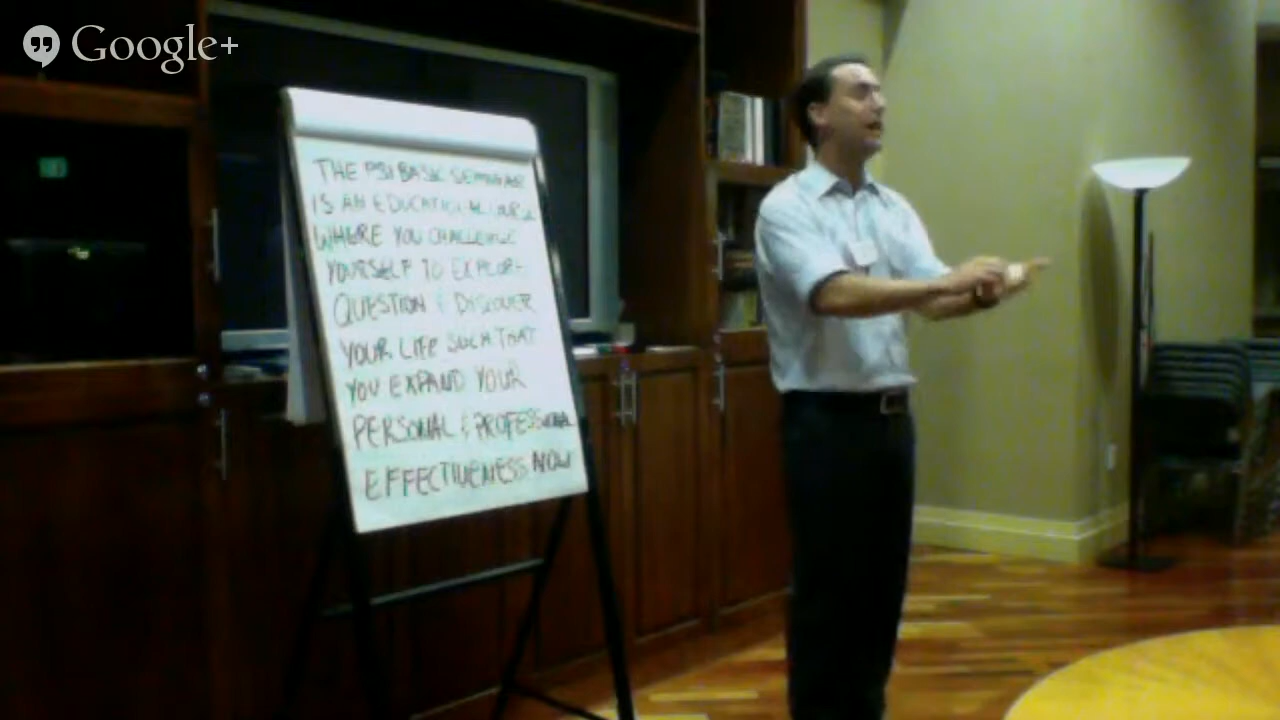 Google+
THE PSI BASIC SEMINAR
IS AN EDUCATIONAL COURSE
WHERE YOU CHALLENGE
YOURSELF TO EXPLORE
QUESTION & DISCOVER
YOUR LIFE SUCH THAT
YOU EXPAND YOUR
PERSONAL & PROFESSIONAL
EFFECTIVENESS NOW